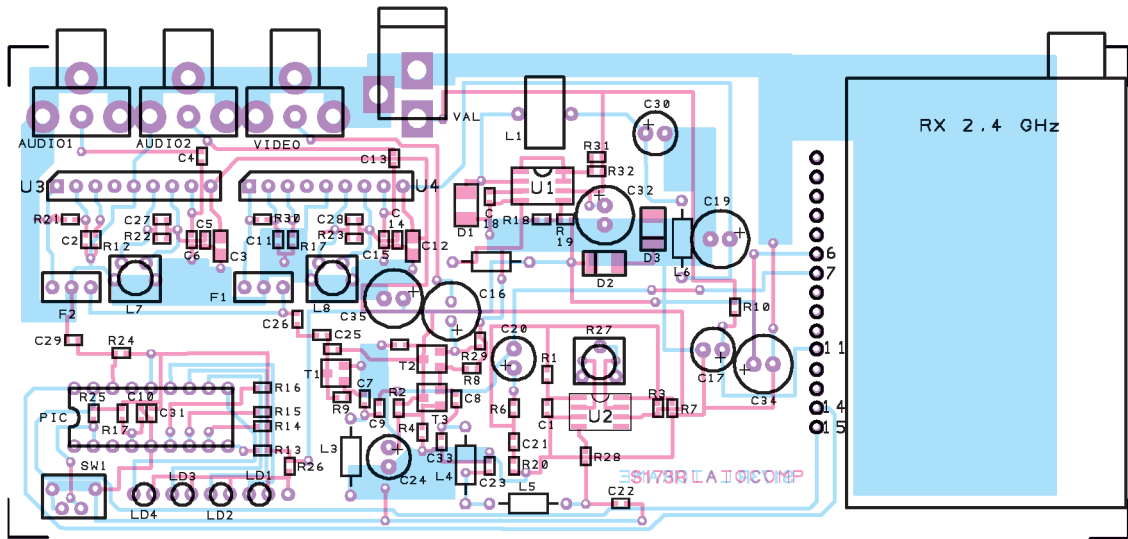 AUDIO1
AUDIO2
VIDEO
VAL
L1
C30
RX 2.4 GHz
C4
C13
U3
U4
R31
R32
U1
C32
C19
D1
C
18
R18
R
19
D3
L6
D2
R21
C2
R12
C27
R22
C5
C6
C3
R30
C11
R17
C28
R23
C
14
C15
C12
6
7
F2
L7
F1
L8
C35
C16
R10
C26
C25
C29
R24
T1
T2
R29
R8
C20
R1
R27
C17
C34
11
R16
R15
R14
R13
PIC
R25
R17
C10
C31
R9
C7
C9
R2
R4
T3
C8
R6
C1
U2
R3
R7
14
15
L3
C33
C21
R20
R28
SW1
LD3
LD1
R26
C24
L4
C23
L5
C22
LD4
LD2